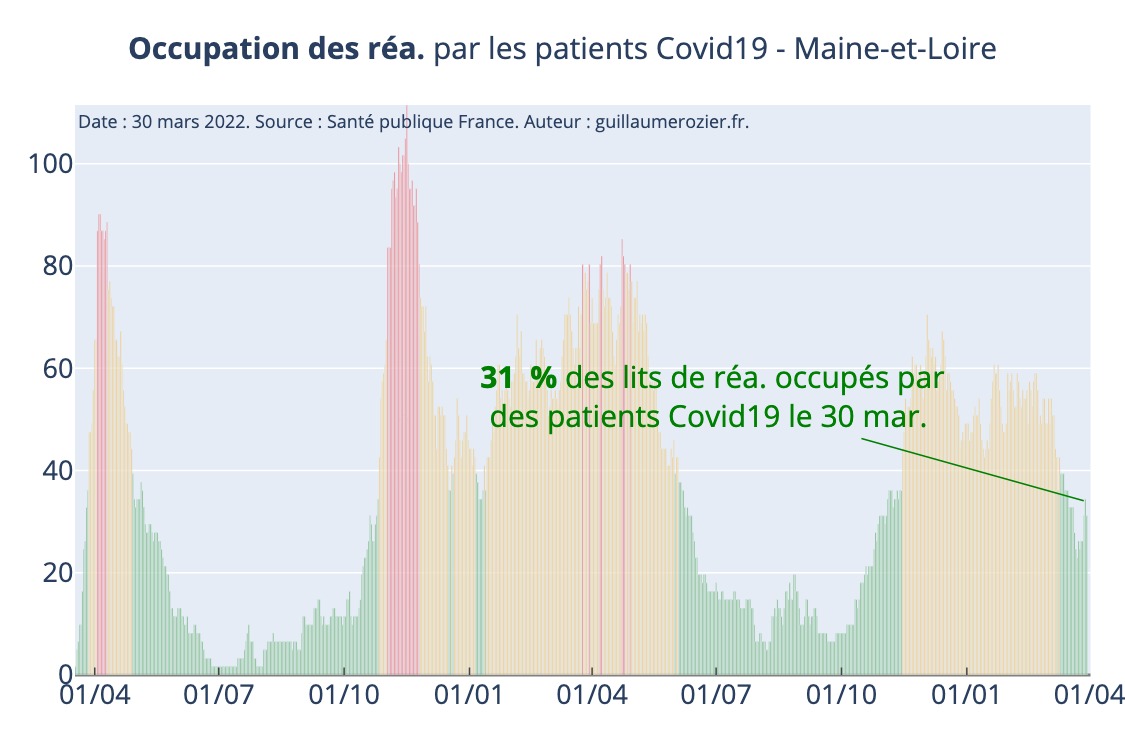 Occupation des réa. par les patients Covid19 - Maine-et-Loire
Date : 30 mars 2022. Source : Santé publique France. Auteur : guillaumerozier.fr.
100
80
60
40
20
0
31 % des lits de réa. occupés par
des patients Covid19 le 30 mar.
01/04 01/07 01/10 01/01 01/04 01/07 01/10 01/01 01/04